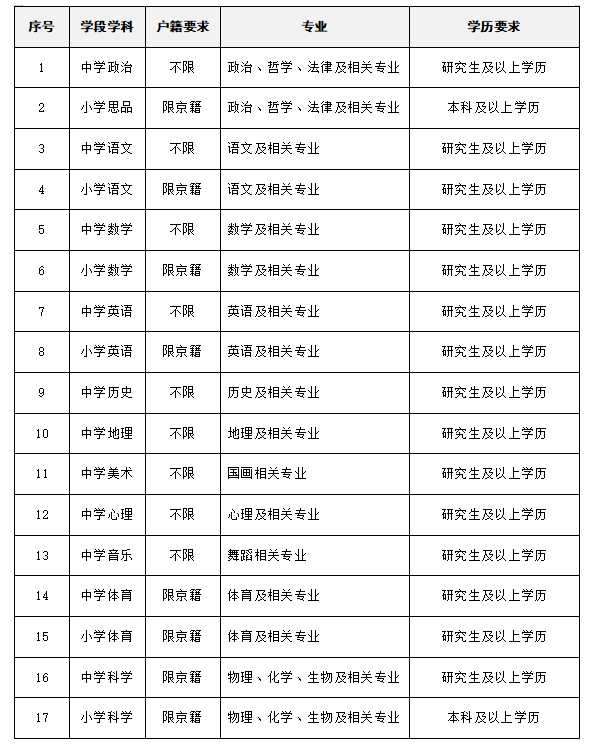 序号 学段学科 户籍要求 专业 学历要求
1 中学政治 不限 政治、哲学、法律及相关专业 研究生及以上学历
2 小学思品 限京籍 政治、哲学、法律及相关专业 本科及以上学历
3 中学语文 不限 语文及相关专业 研究生及以上学历
4 小学语文 限京籍 语文及相关专业 研究生及以上学历
5 中学数学 不限 数学及相关专业 研究生及以上学历
6 小学数学 限京籍 数学及相关专业 研究生及以上学历
7 中学英语 不限 英语及相关专业 研究生及以上学历
8 小学英语 限京籍 英语及相关专业 研究生及以上学历
9 中学历史 不限 历史及相关专业 研究生及以上学历
10 中学地理 不限 地理及相关专业 研究生及以上学历
11 中学美术 不限 国画相关专业 研究生及以上学历
12 中学心理 不限 心理及相关专业 研究生及以上学历
13 中学音乐 不限 舞蹈相关专业 研究生及以上学历
14 中学体育 限京籍 体育及相关专业 研究生及以上学历
15 小学体育 限京籍 体育及相关专业 研究生及以上学历
16 中学科学 限京籍 物理、化学、生物及相关专业 研究生及以上学历
17 小学科学 限京籍 物理、化学、生物及相关专业 本科及以上学历